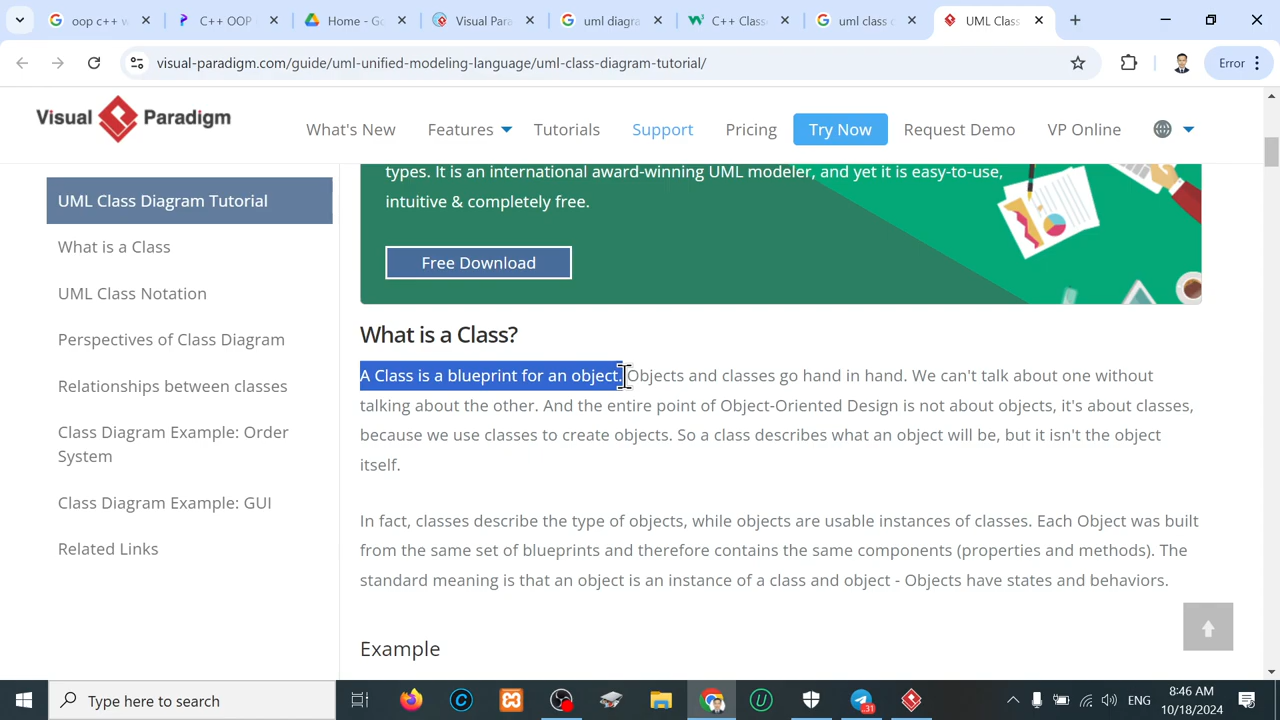 oop c++ w
C++ OOP
Home - Go
Visual Para
uml diagra
C++ Classe
uml class d
UML Class
visual-paradigm.com/guide/uml-unified-modeling-language/uml-class-diagram-tutorial/
Error
Visual Paradigm
What's New
Features
Tutorials
Support
Pricing
Try Now
Request Demo
VP Online
types. It is an international award-winning UML modeler, and yet it is easy-to-use,
intuitive & completely free.
Free Download
UML Class Diagram Tutorial
What is a Class
UML Class Notation
Perspectives of Class Diagram
Relationships between classes
Class Diagram Example: Order
System
Class Diagram Example: GUI
Related Links
What is a Class?
A Class is a blueprint for an object. Objects and classes go hand in hand. We can't talk about one without
talking about the other. And the entire point of Object-Oriented Design is not about objects, it's about classes,
because we use classes to create objects. So a class describes what an object will be, but it isn't the object
itself.
In fact, classes describe the type of objects, while objects are usable instances of classes. Each Object was built
from the same set of blueprints and therefore contains the same components (properties and methods). The
standard meaning is that an object is an instance of a class and object - Objects have states and behaviors.
Example
Type here to search
31
ENG
8:46 AM
10/18/2024